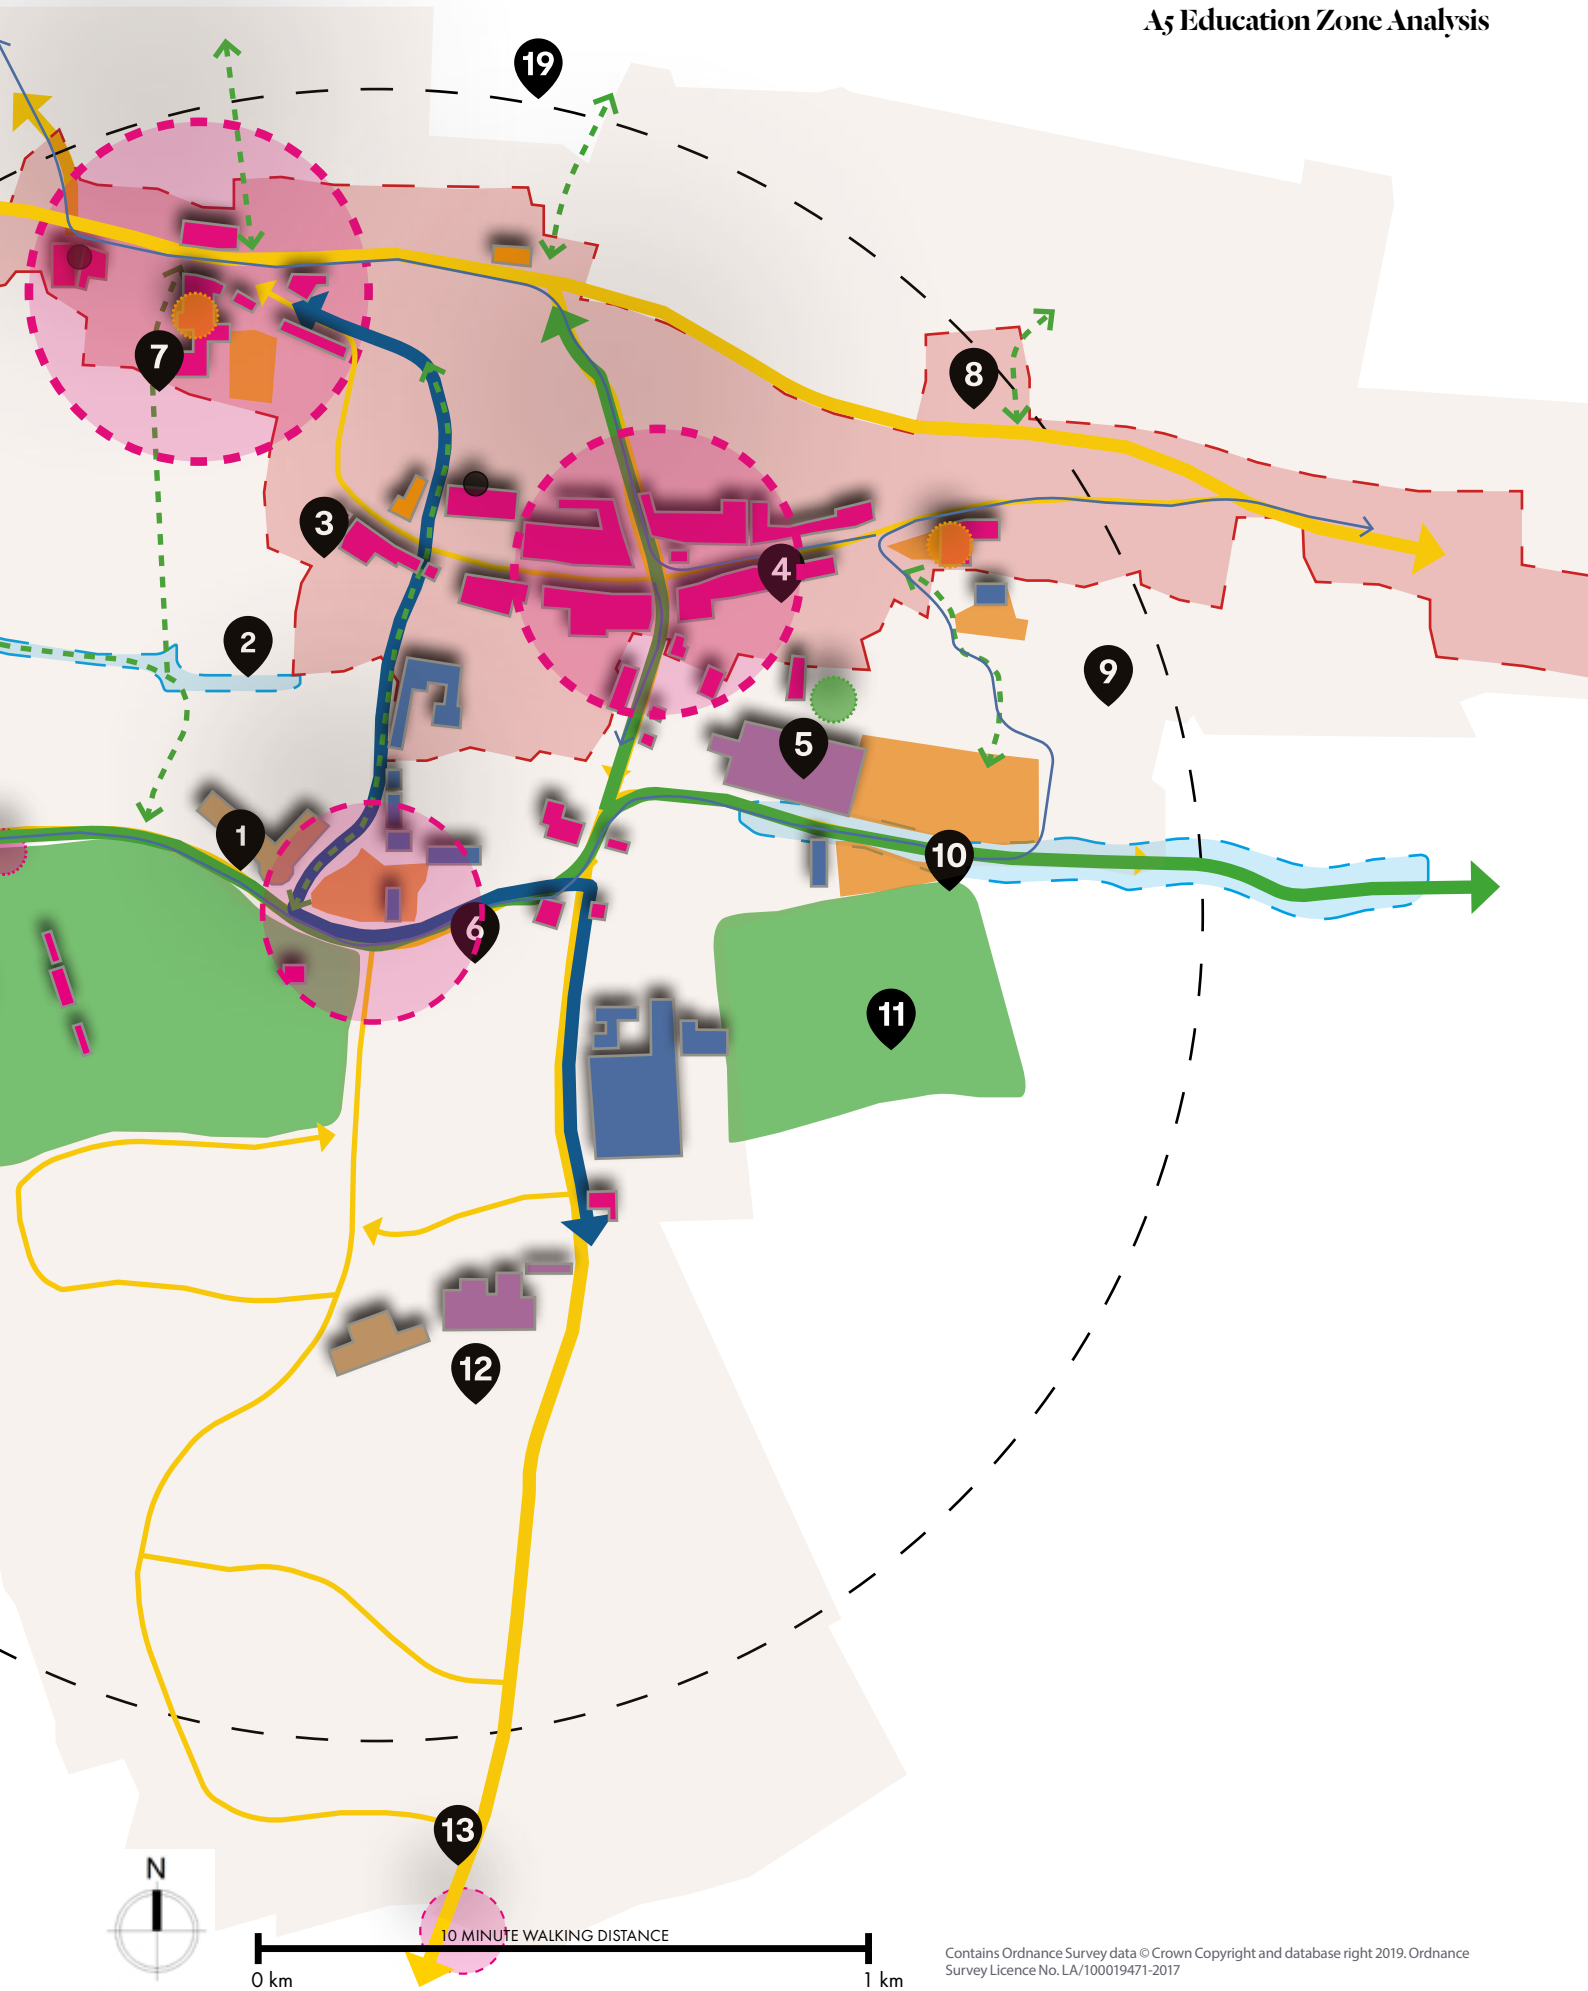 A5 Education Zone Analysis
19
8
7
3
4
2
9
5
1
10
6
11
12
13
N
10 MINUTE WALKING DISTANCE
0 km
1 km
Contains Ordnance Survey data © Crown Copyright and database right 2019. Ordnance
Survey Licence No. LA/100019471-2017